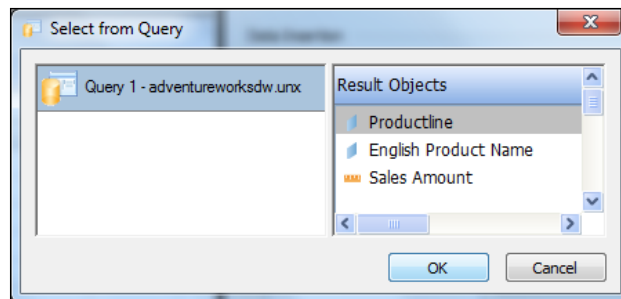 Select from Query
Query 1 - adventureworksdw.unx
Result Objects
Productline
English Product Name
Sales Amount
OK
Cancel